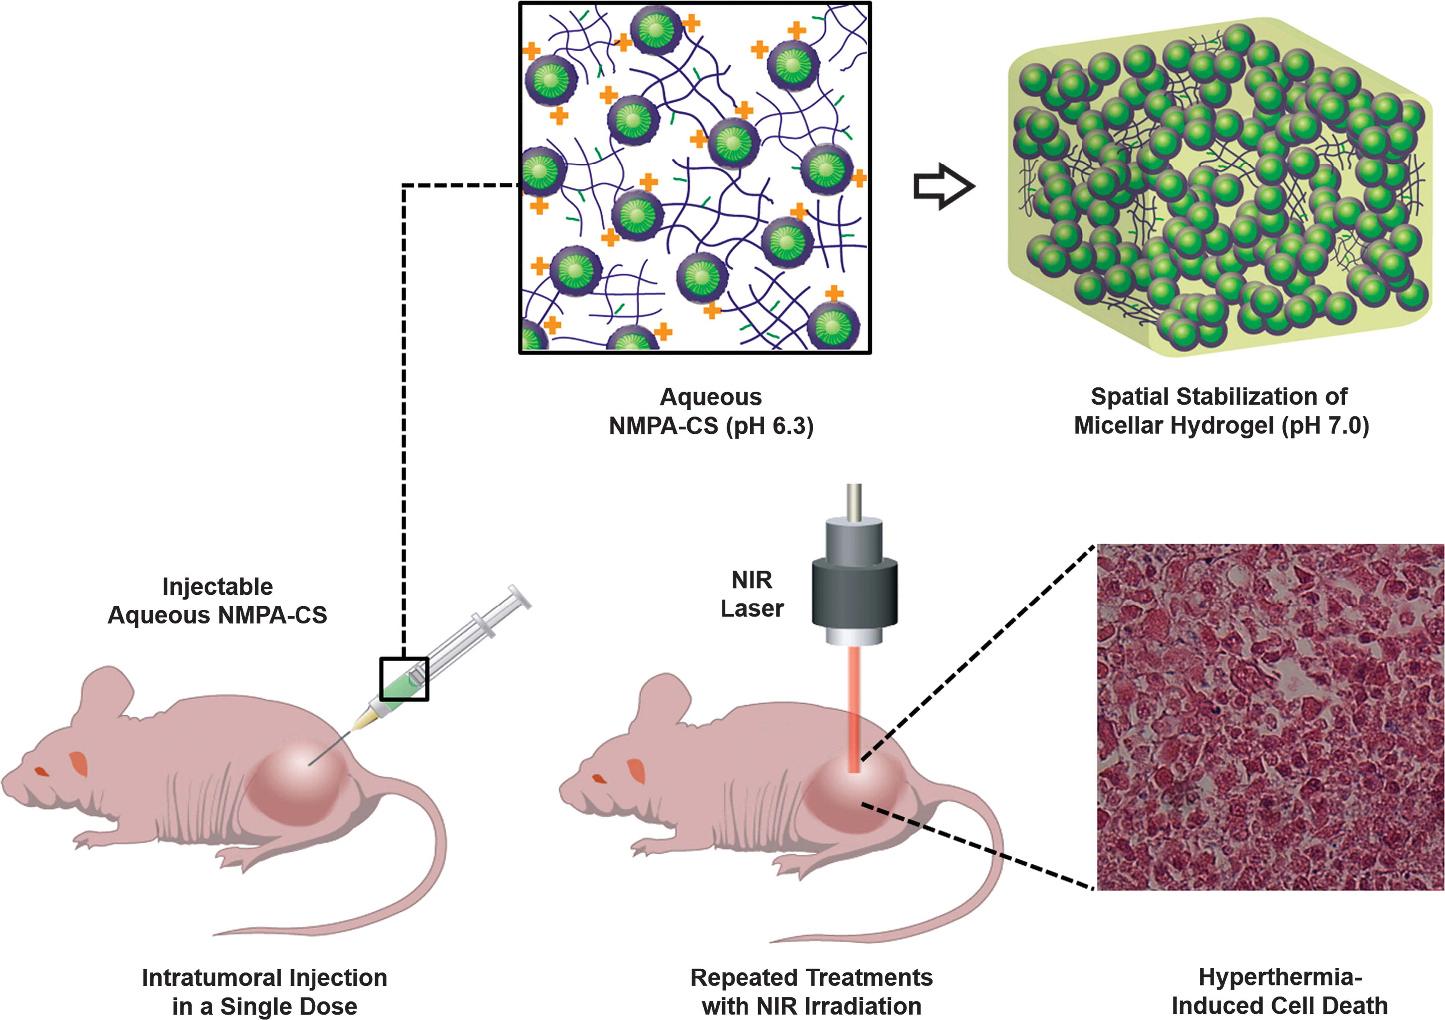 Aqueous
NMPA-CS (pH 6.3)
Spatial Stabilization of
Micellar Hydrogel (pH 7.0)
Injectable
Aqueous NMPA-CS
NIR
Laser
Intratumoral Injection
in a Single Dose
Repeated Treatments
with NIR Irradiation
Hyperthermia-
Induced Cell Death